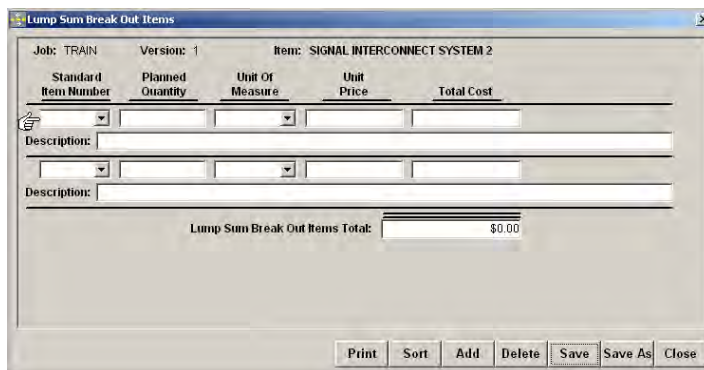 Lump Sum Break Out Items
Job: TRAIN Version: 1 Item: SIGNAL INTERCONNECT SYSTEM 2
Standard Item Number Planned Quantity Unit Of Measure Unit Price Total Cost
Description:
Description:
Lump Sum Break Out Items Total: $0.00
Print Sort Add Delete Save Save As Close